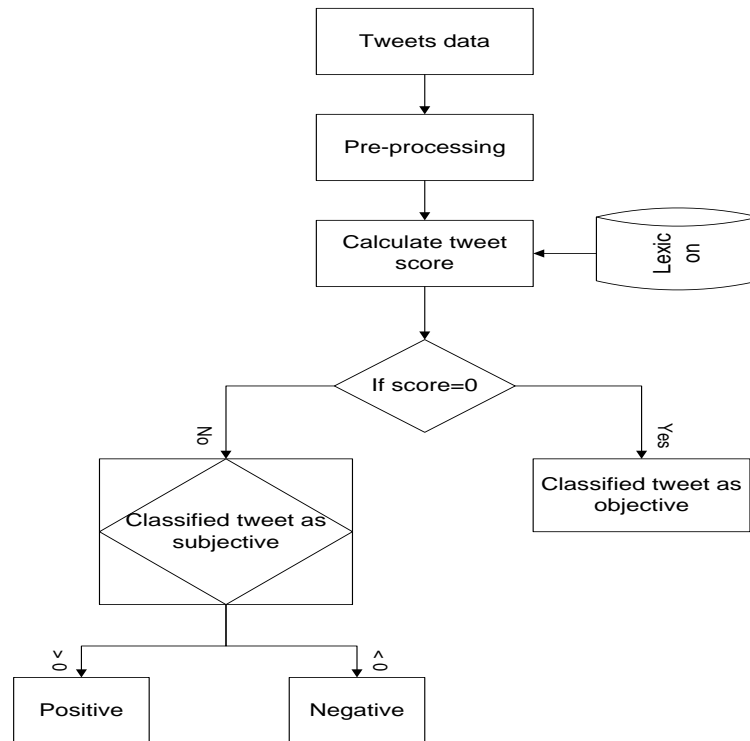 Tweets data
Pre-processing
Calculate tweet
score
Lexic
on
If score=0
No
Yes
Classified tweet as
subjective
Classified tweet as
objective
> 0
<0
Positive
Negative